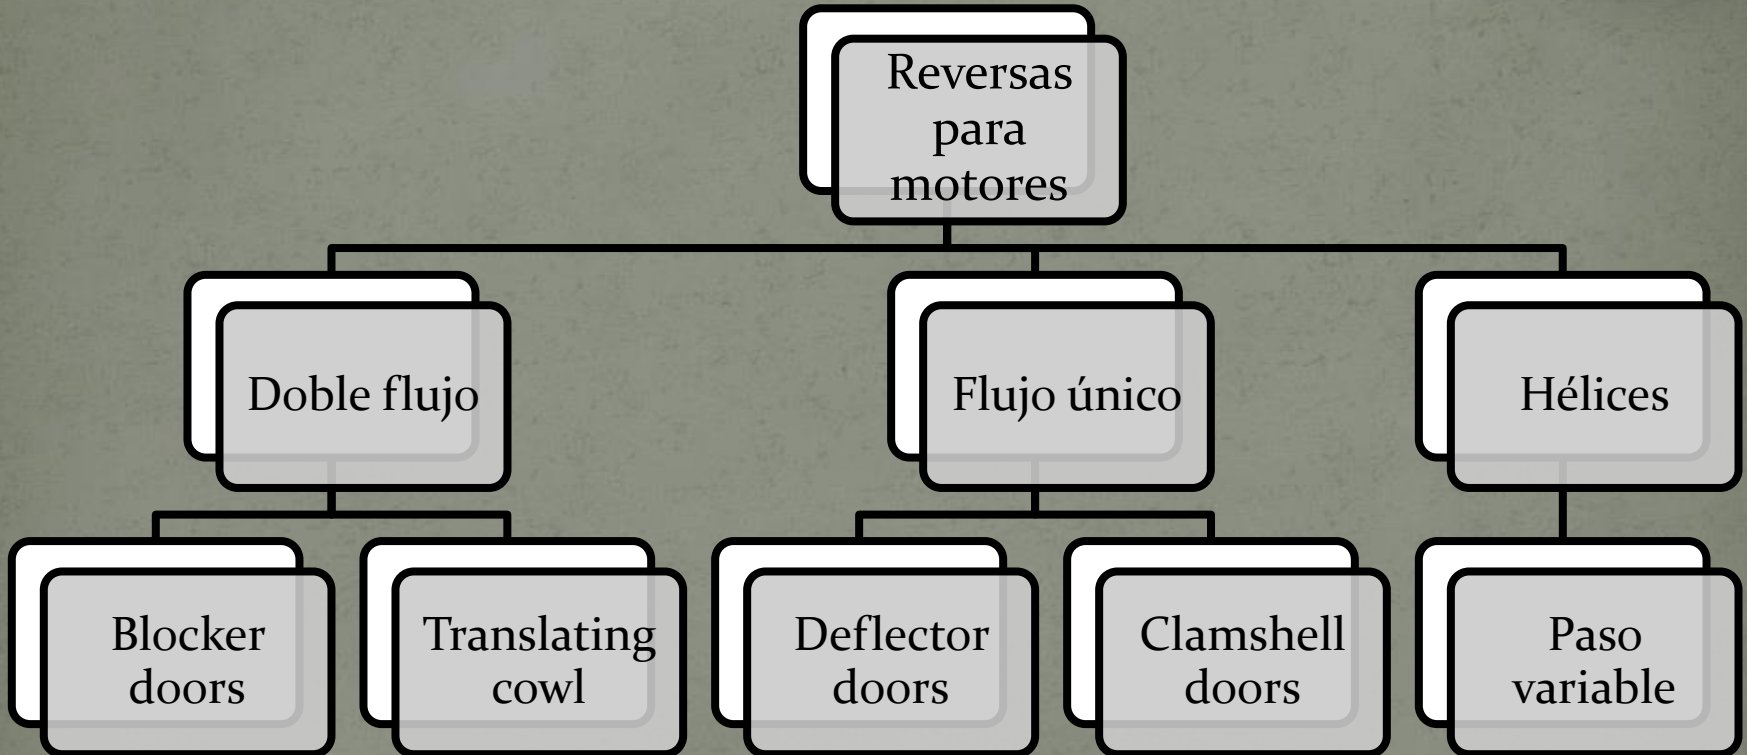 Reversas
para
motores
Doble flujo
Flujo único
Hélices
Blocker
doors
Translating
cowl
Deflector
doors
Clamshell
doors
Paso
variable